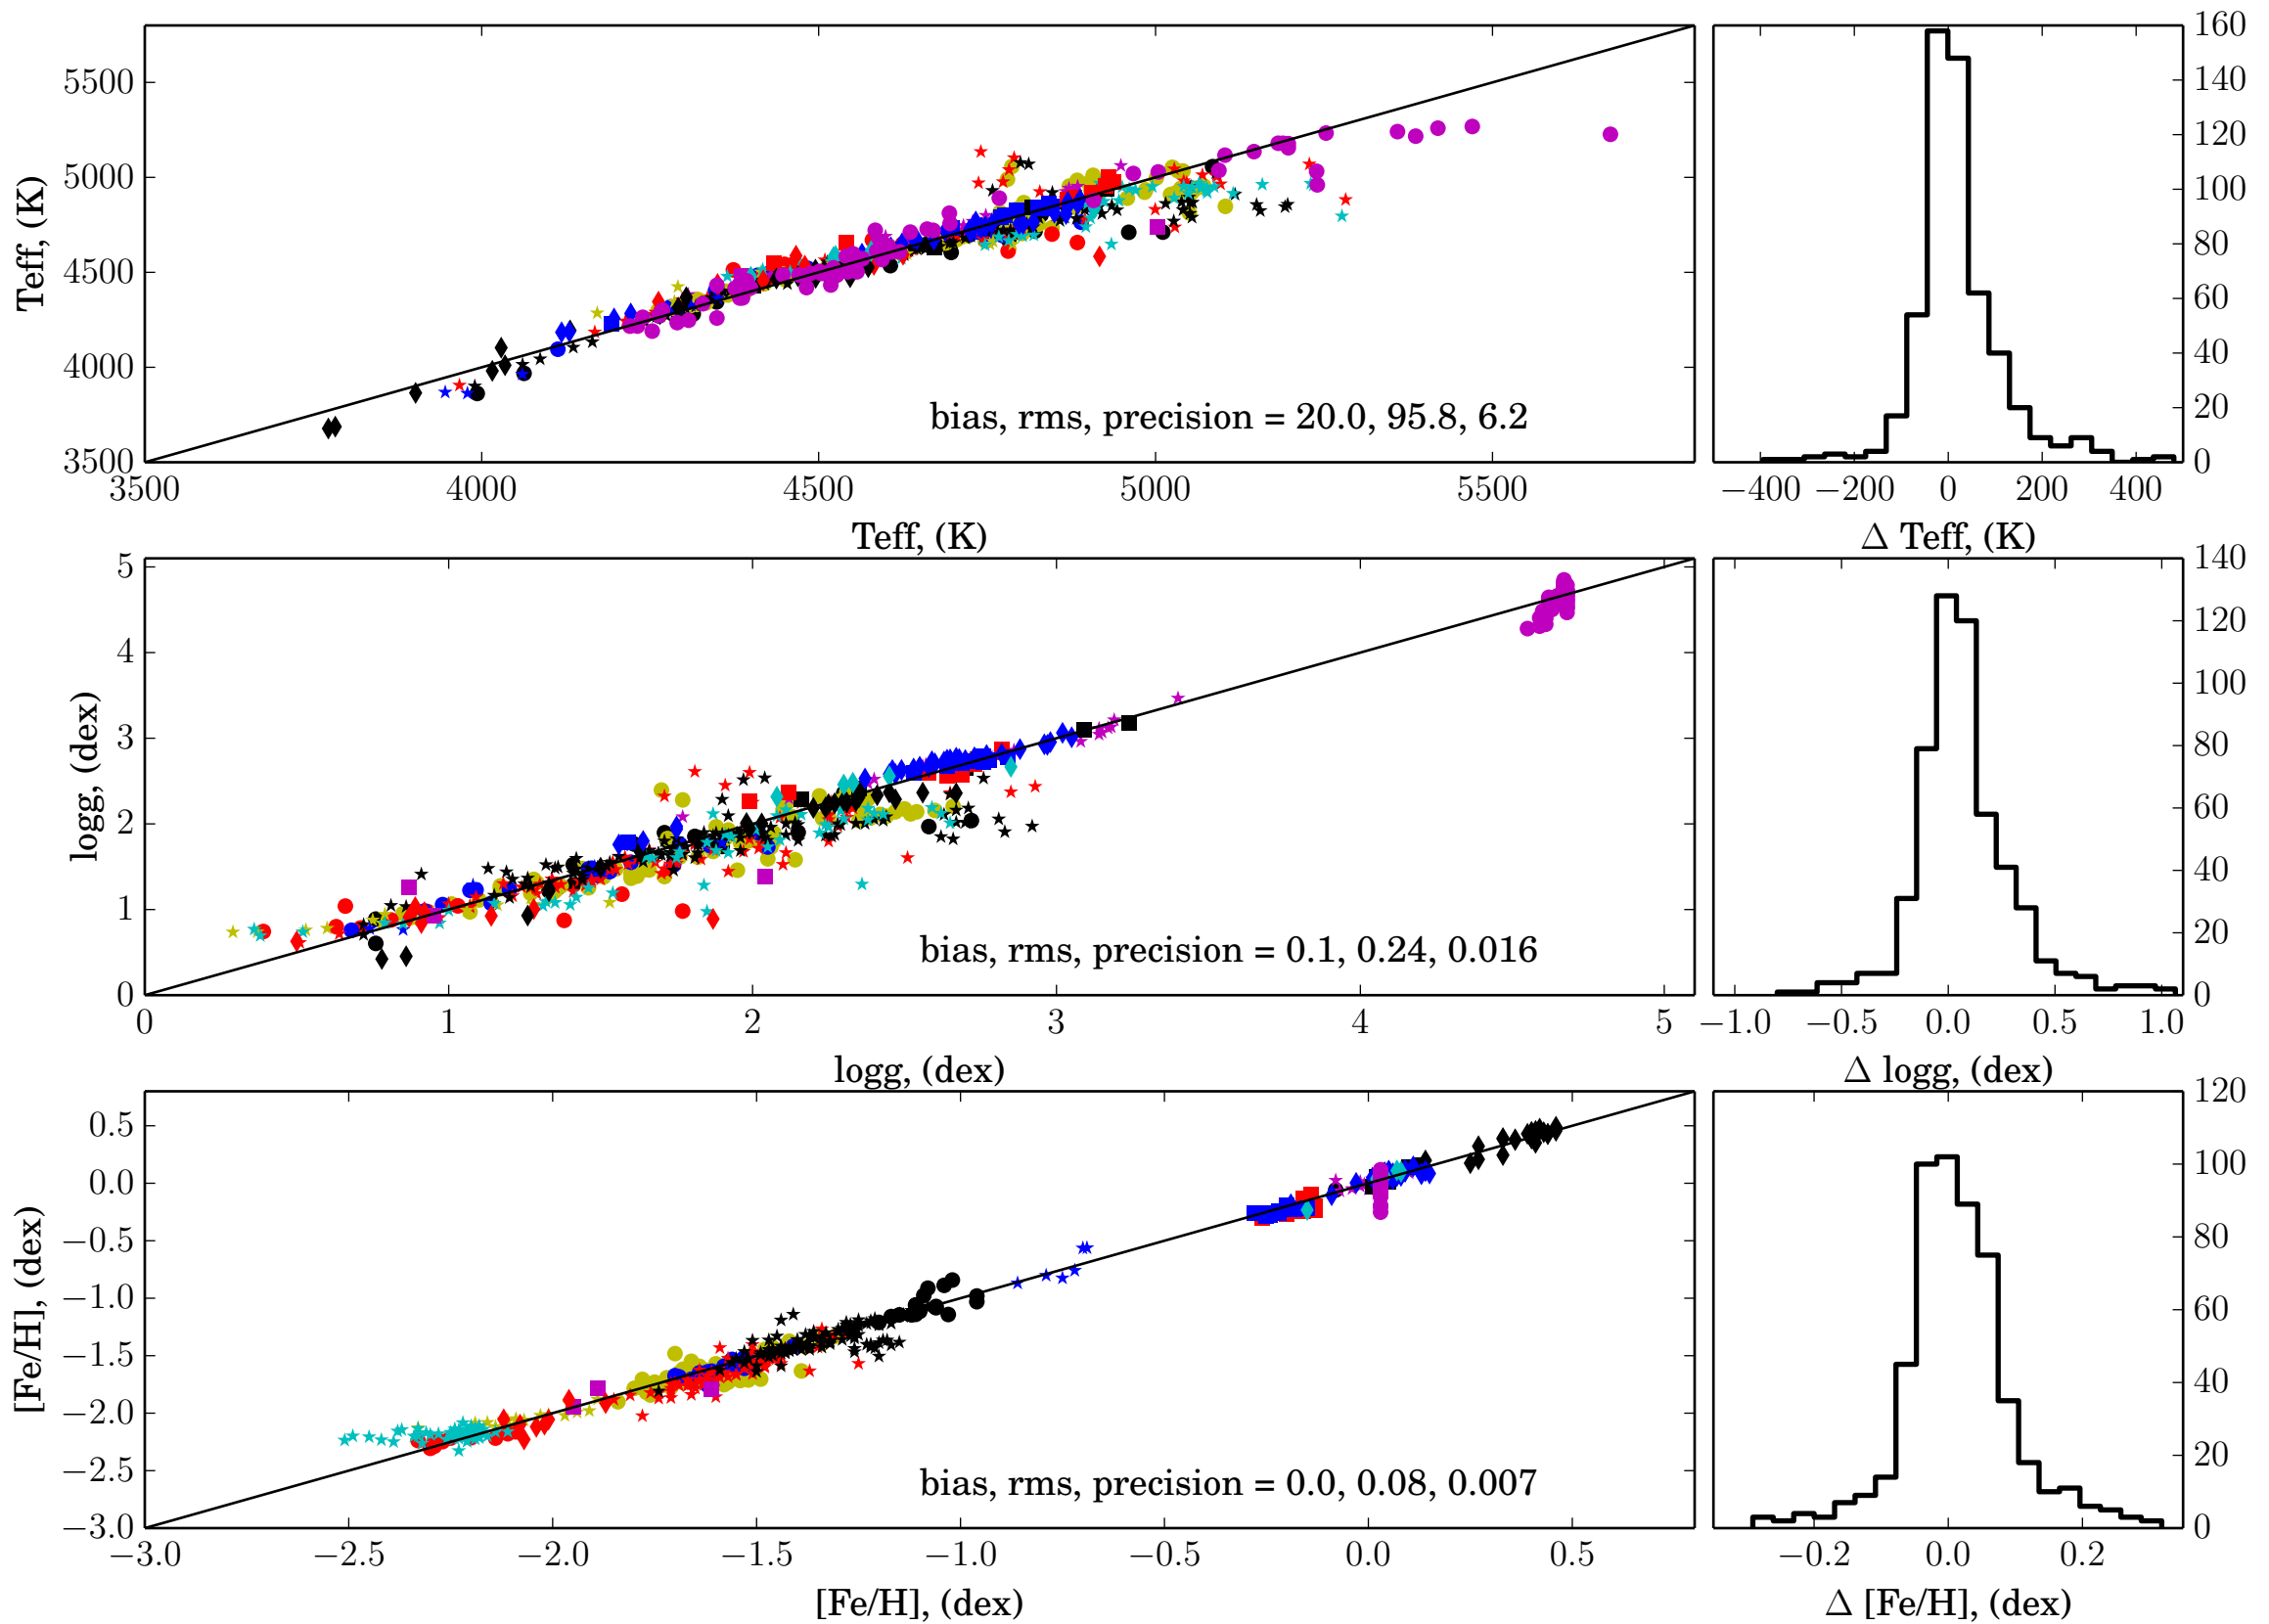 160
5500
140
120
5000
100
Teff, (K)
80
4500
60
4000
40
bias, rms, precision = 20.0, 95.8, 6.2
20
3500
0
3500 4000 4500 5000 5500
−400 −200 0 200 400
Teff, (K)
Δ Teff, (K)
5
140
120
4
100
3
80
logg, (dex)
2
60
40
1
bias, rms, precision = 0.1, 0.24, 0.016
20
0
0
0 1 2 3 4 5
−1.0 −0.5 0.0 0.5 1.0
logg, (dex)
Δ logg, (dex)
120
0.5
100
0.0
−0.5
80
[Fe/H], (dex)
−1.0
60
−1.5
40
−2.0
20
−2.5
bias, rms, precision = 0.0, 0.08, 0.007
−3.0
0
−3.0 −2.5 −2.0 −1.5 −1.0 −0.5 0.0 0.5
−0.2 0.0 0.2
[Fe/H], (dex)
Δ [Fe/H], (dex)